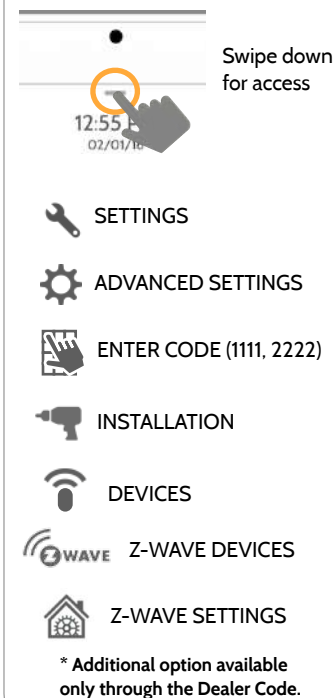 Swipe down
for access
12:55
02/01/1
SETTINGS
ADVANCED SETTINGS
ENTER CODE (1111, 2222)
INSTALLATION
DEVICES
Z WAVE Z-WAVE DEVICES
Z-WAVE SETTINGS
* Additional option available
only through the Dealer Code.